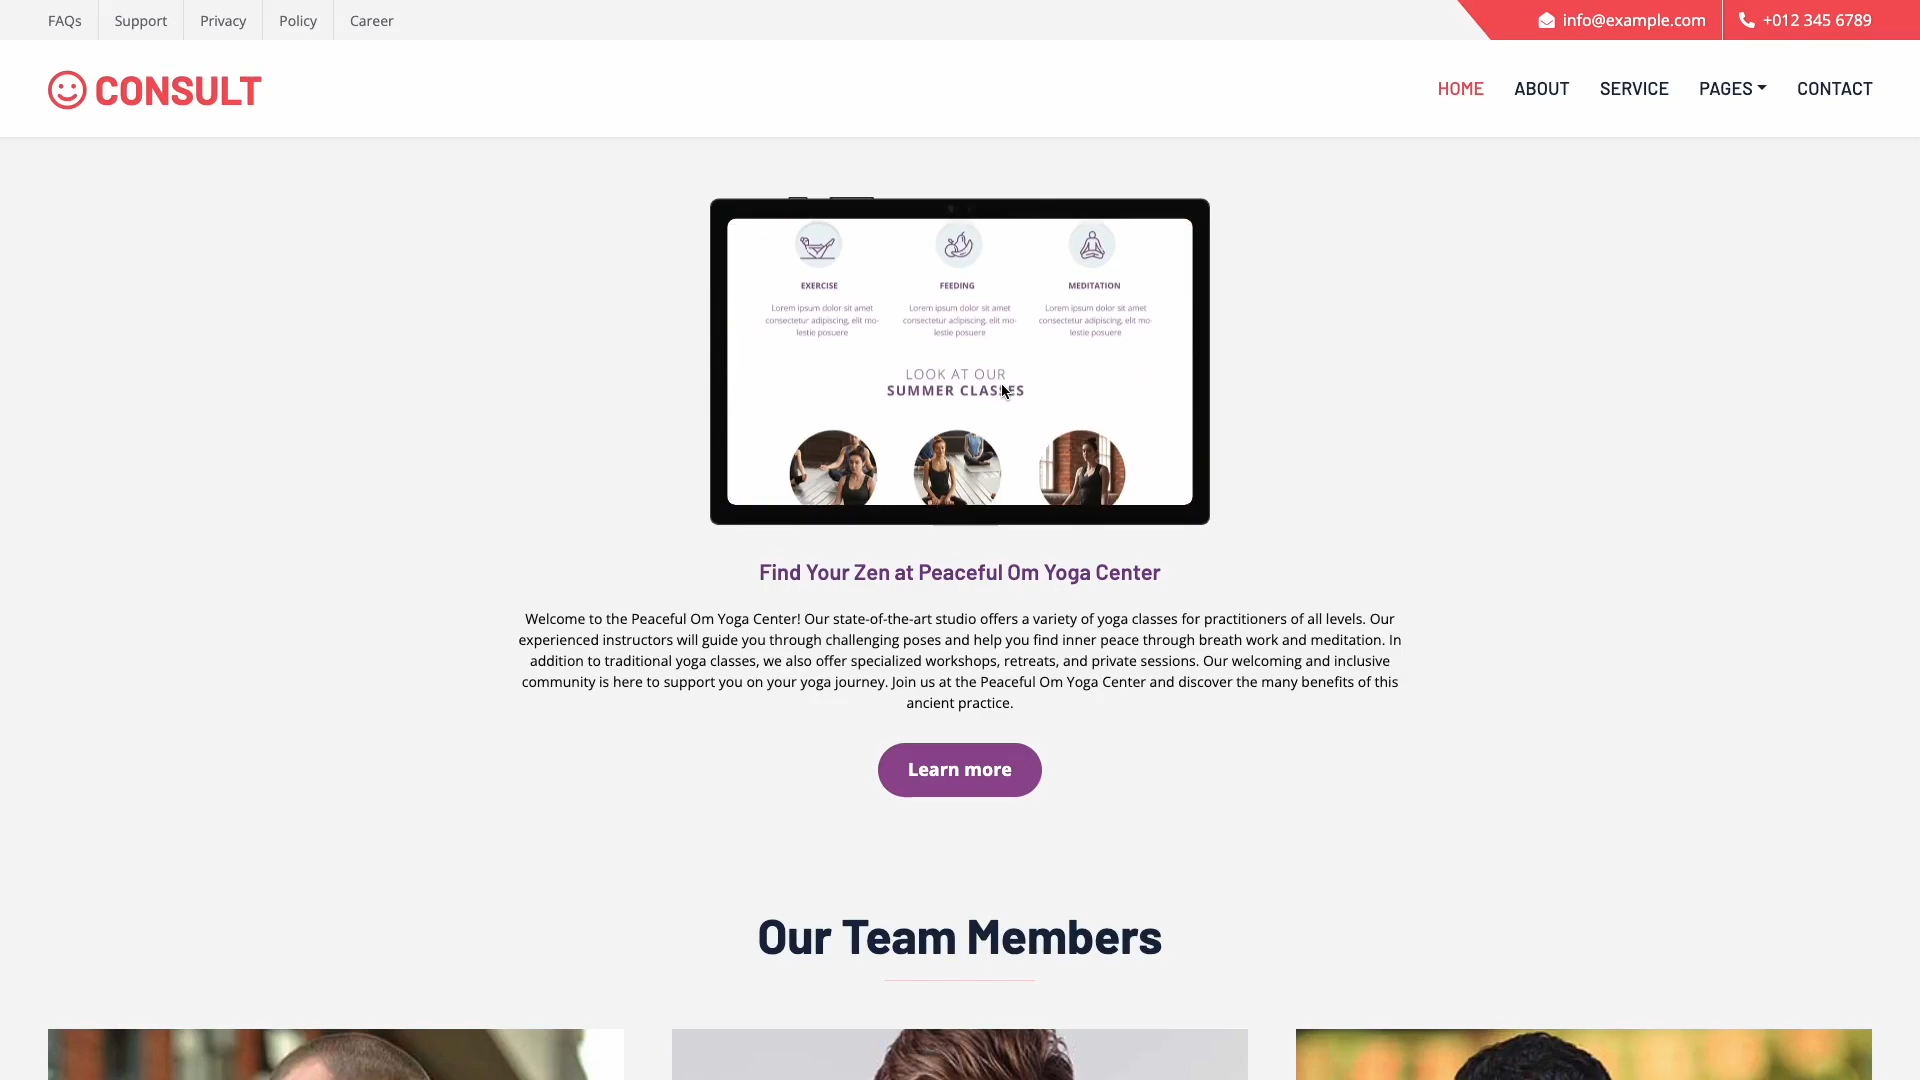 FAQs
Support
Privacy
Policy
Career
info@example.com
+012 345 6789
CONSULT
HOME
ABOUT
SERVICE
PAGES
CONTACT
EXERCISE
FEEDING
MEDITATION
Lorem ipsum dolor sit amet
consectetur adipiscing, elit mo-
lestie posuere
Lorem ipsum dolor sit amet
consectetur adipiscing, elit mo-
lestie posuere
Lorem ipsum dolor sit amet
consectetur adipiscing, elit mo-
lestie posuere
LOOK AT OUR
SUMMER CLASSES
Find Your Zen at Peaceful Om Yoga Center
Welcome to the Peaceful Om Yoga Center! Our state-of-the-art studio offers a variety of yoga classes for practitioners of all levels. Our
experienced instructors will guide you through challenging poses and help you find inner peace through breath work and meditation. In
addition to traditional yoga classes, we also offer specialized workshops, retreats, and private sessions. Our welcoming and inclusive
community is here to support you on your yoga journey. Join us at the Peaceful Om Yoga Center and discover the many benefits of this
ancient practice.
Learn more
Our Team Members